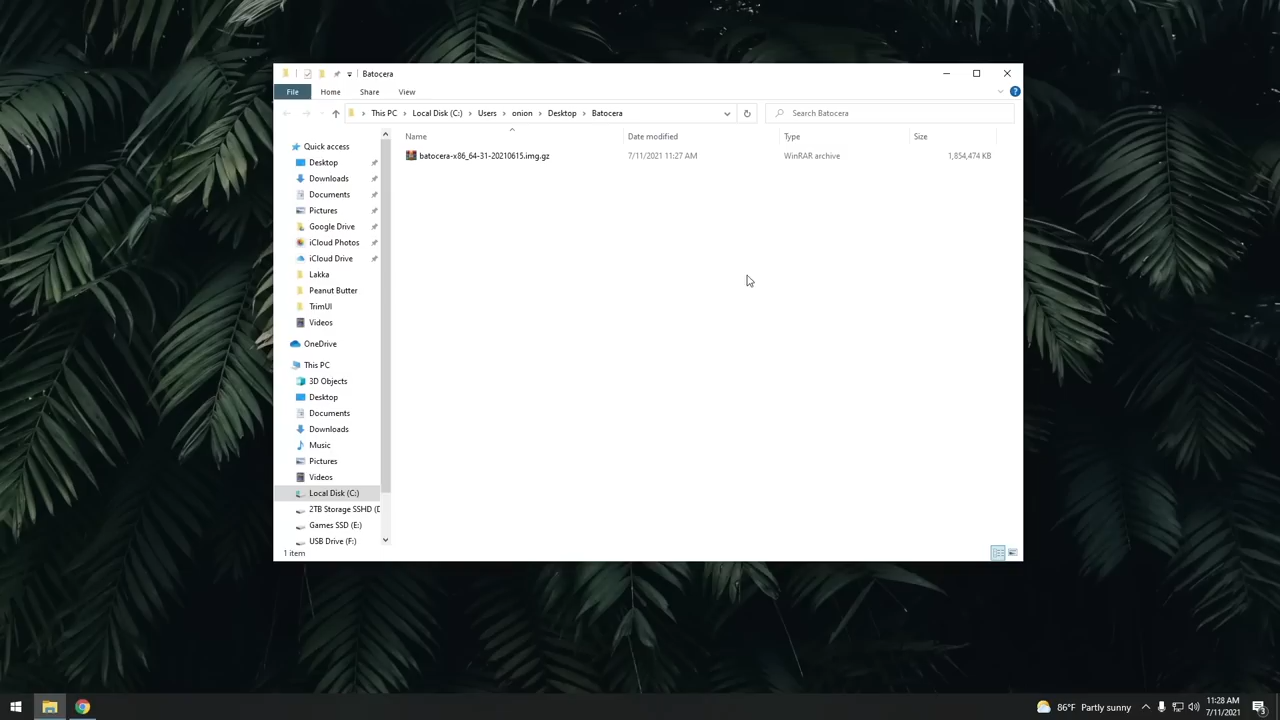 Batocera
File Home Share View
This PC Local Disk (C:) Users onion Desktop Batocera
Search Batocera
Name Date modified Type Size
batocera-x86_64-31-20210615.img.gz 7/11/2021 11:27 AM WinRAR archive 1,854,474 KB
Quick access
Desktop
Downloads
Documents
Pictures
Google Drive
iCloud Photos
iCloud Drive
Lakka
Peanut Butter
TrimUI
Videos
OneDrive
This PC
3D Objects
Desktop
Documents
Downloads
Music
Pictures
Videos
Local Disk (C:)
2TB Storage SSHD (D
Games SSD (E:)
USB Drive (F:)
1 item
86°F Partly sunny
11:28 AM
7/11/2021
3